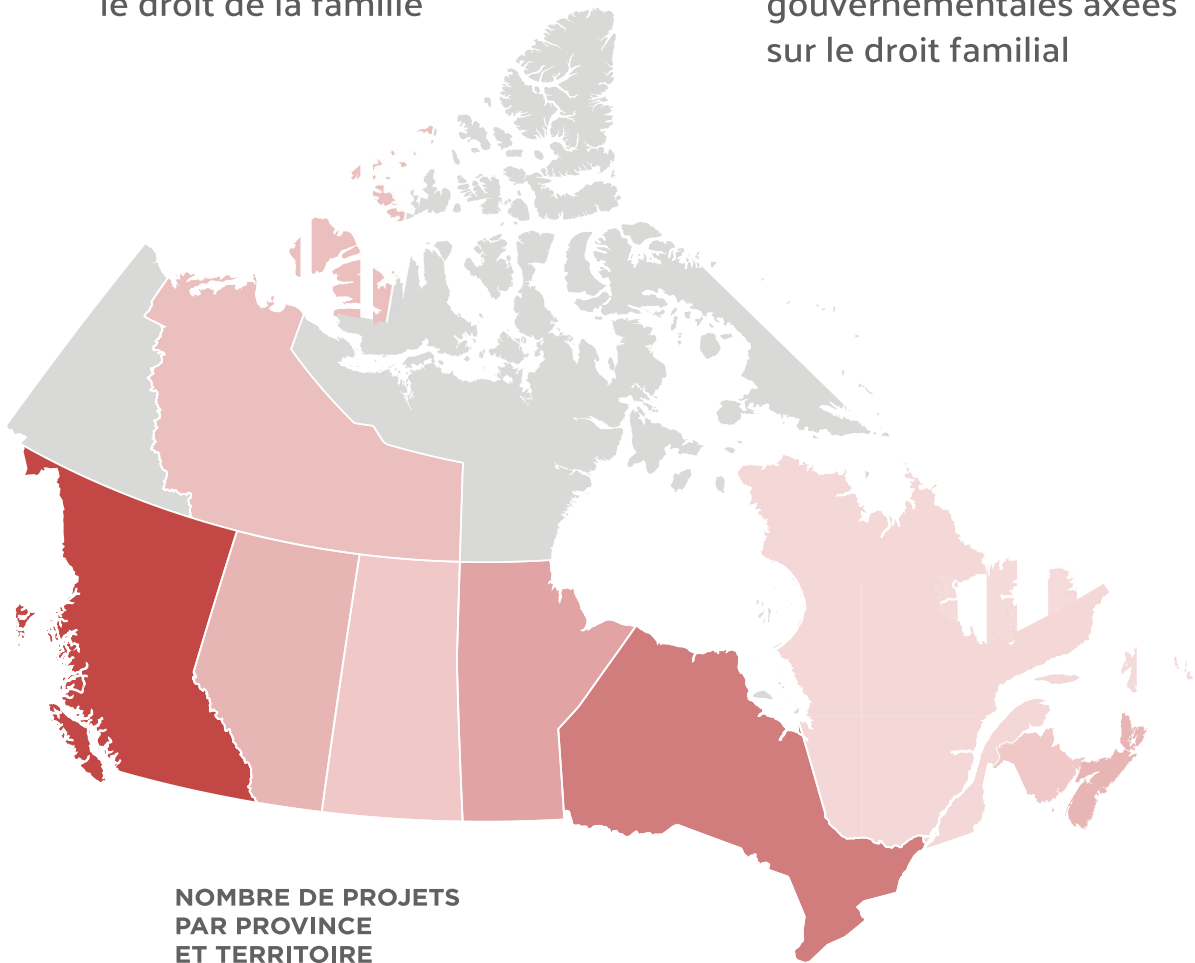 le droit de la famille
gouvernementales axées
sur le droit familial
NOMBRE DE PROJETS
PAR PROVINCE
ET TERRITOIRE